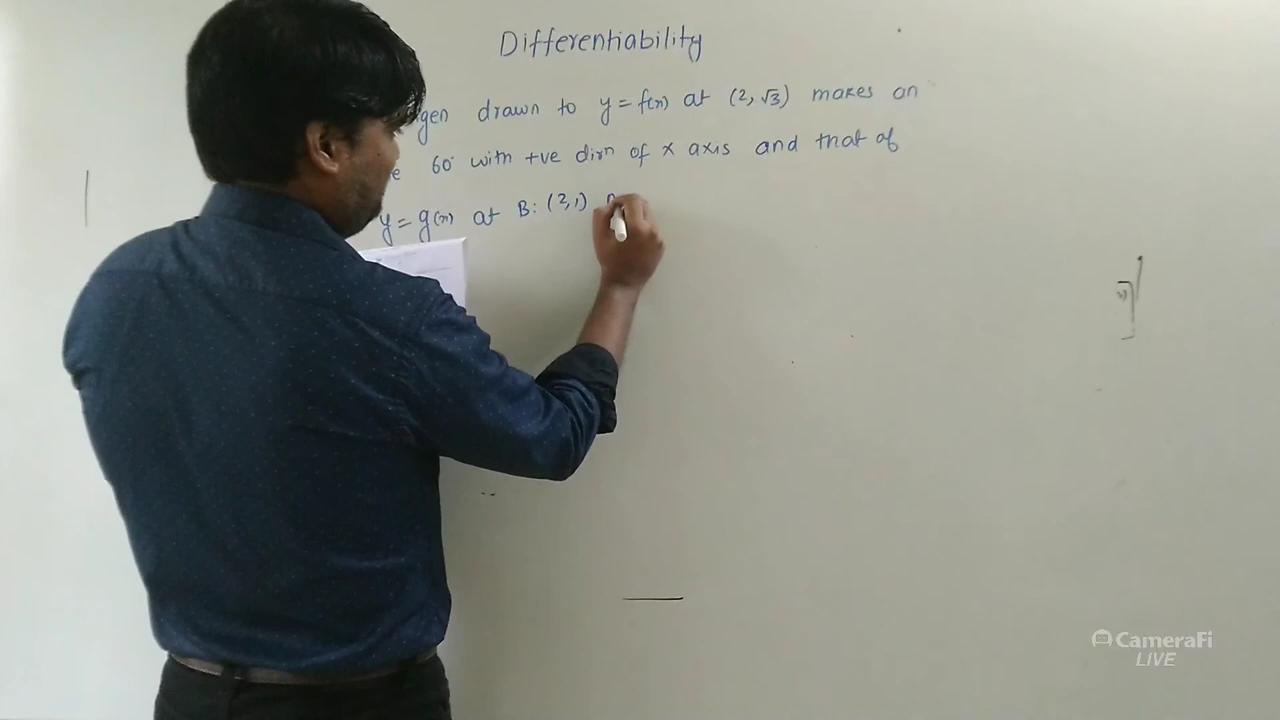 Differentiability
gen drawn to y = f(x) at (2, √3) makes an
e 60° with +ve dirn of x axis and that of
y = g(x) at B: (2,1)
CameraFi
LIVE